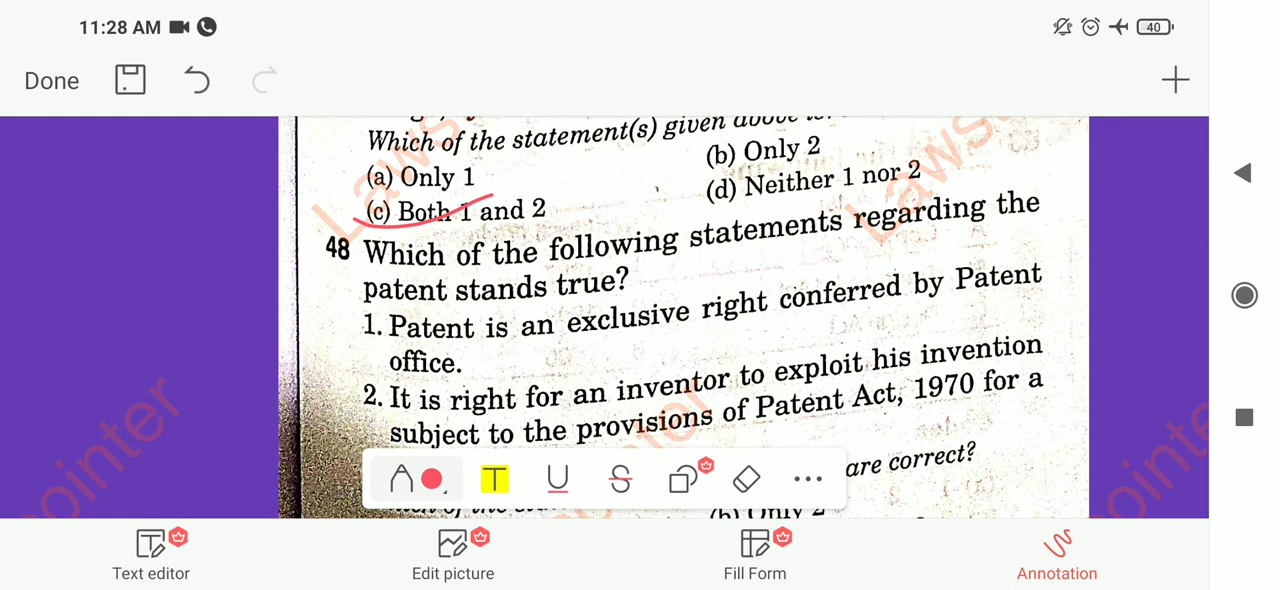 11:28 AM
40
Done
Which of the statement(s) given above
(a) Only 1
(b) Only 2
(c) Both 1 and 2
(d) Neither 1 nor 2
48 Which of the following statements regarding the
patent stands true?
1. Patent is an exclusive right conferred by Patent
office.
2. It is right for an inventor to exploit his invention
subject to the provisions of Patent Act, 1970 for a
are correct?
(b) Only 2
Text editor
Edit picture
Fill Form
Annotation